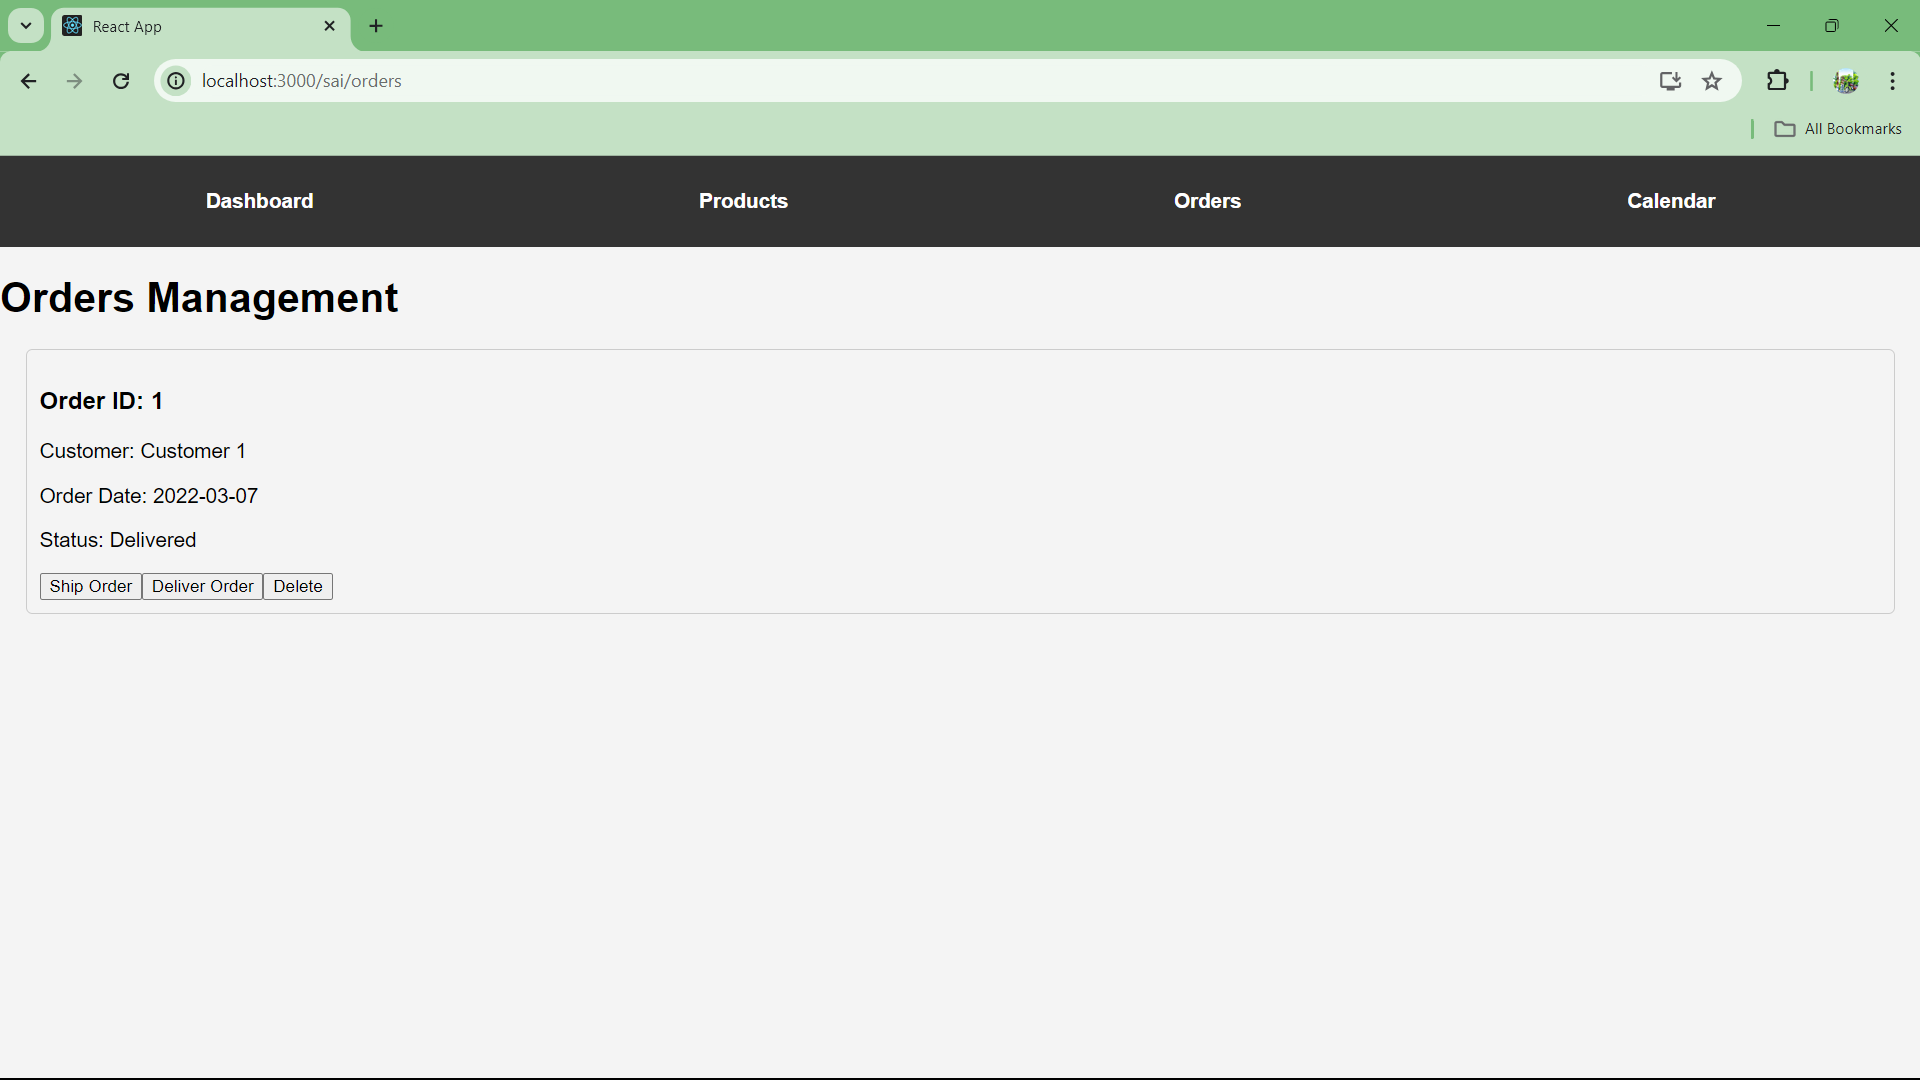 React App
localhost:3000/sai/orders
All Bookmarks
Dashboard Products Orders Calendar
Orders Management
Order ID: 1
Customer: Customer 1
Order Date: 2022-03-07
Status: Delivered
Ship Order Deliver Order Delete